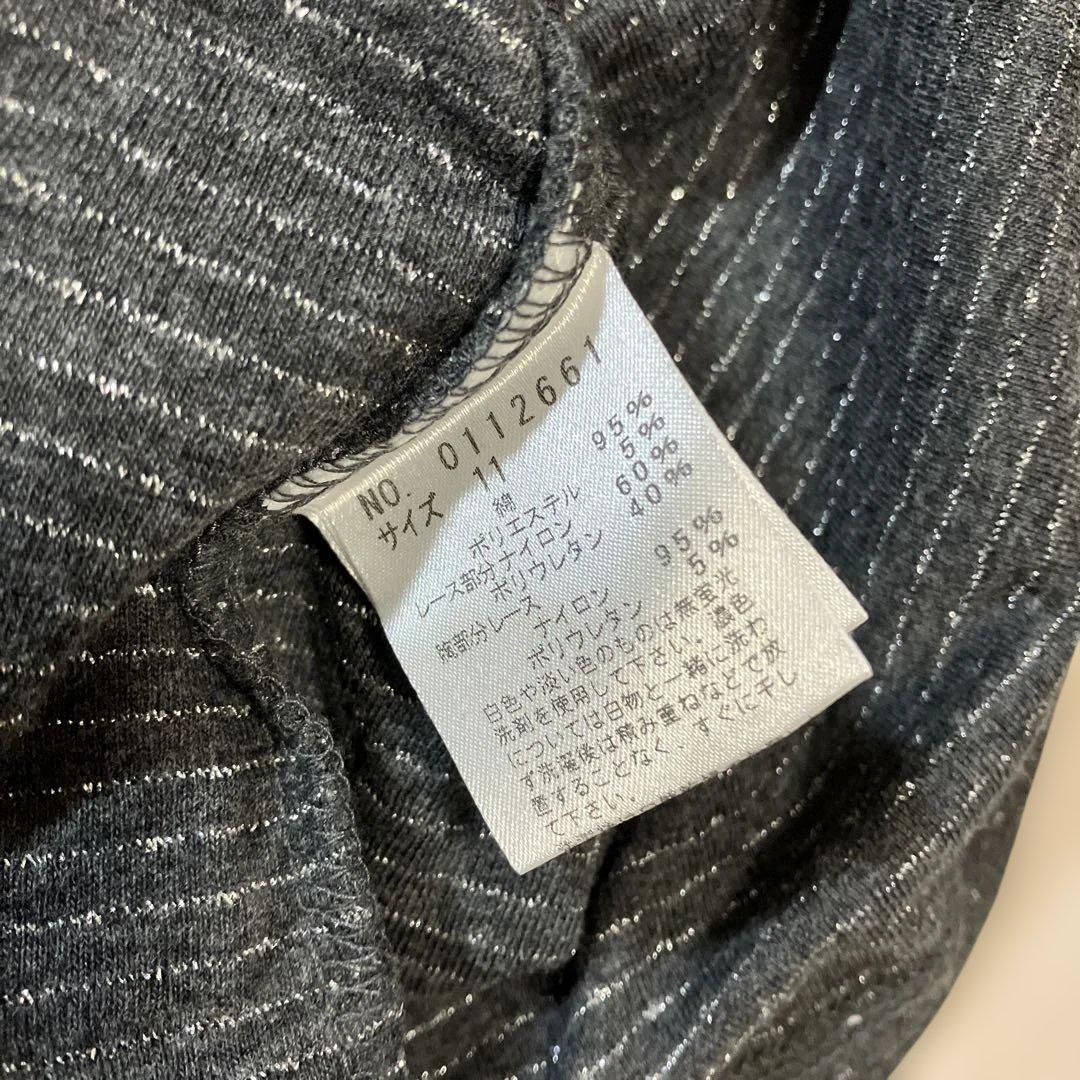 NO. 011266 1
サイズ 11
綿 95%
ポリエステル 5%
レース部分ナイロン 60%
ポリウレタン 40%
腹部分レース
ナイロン 95%
ポリウレタン 5%
白色や淡い色のものは無蛍光
洗剤を使用して下さい。濃色
については白物と一緒に洗わ
ず洗濯後は積み重ねなどで放
置することなく、すぐに干し
て下さい。